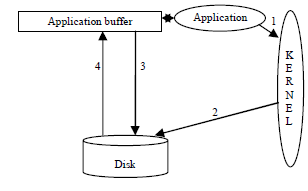 Application buffer
Application
1
K
E
R
N
E
L
4
3
2
Disk